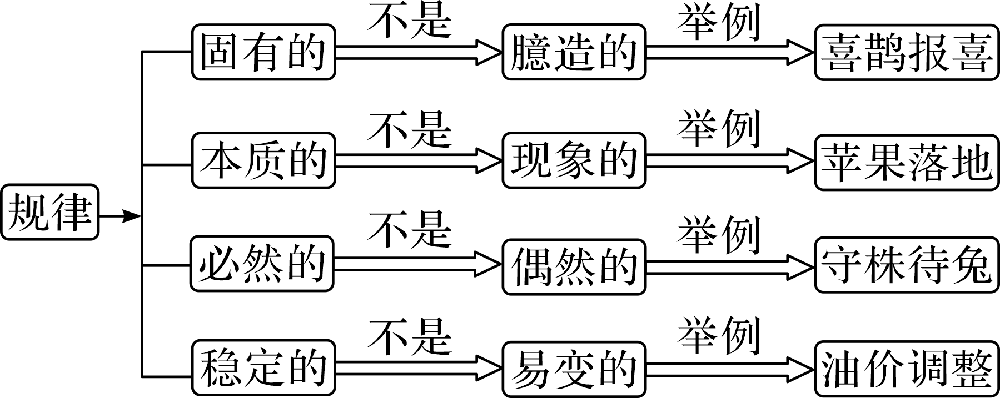 不是 举例
固有的 臆造的 喜鹊报喜
不是 举例
本质的 现象的 苹果落地
规律
不是 举例
必然的 偶然的 守株待兔
不是 举例
稳定的 易变的 油价调整